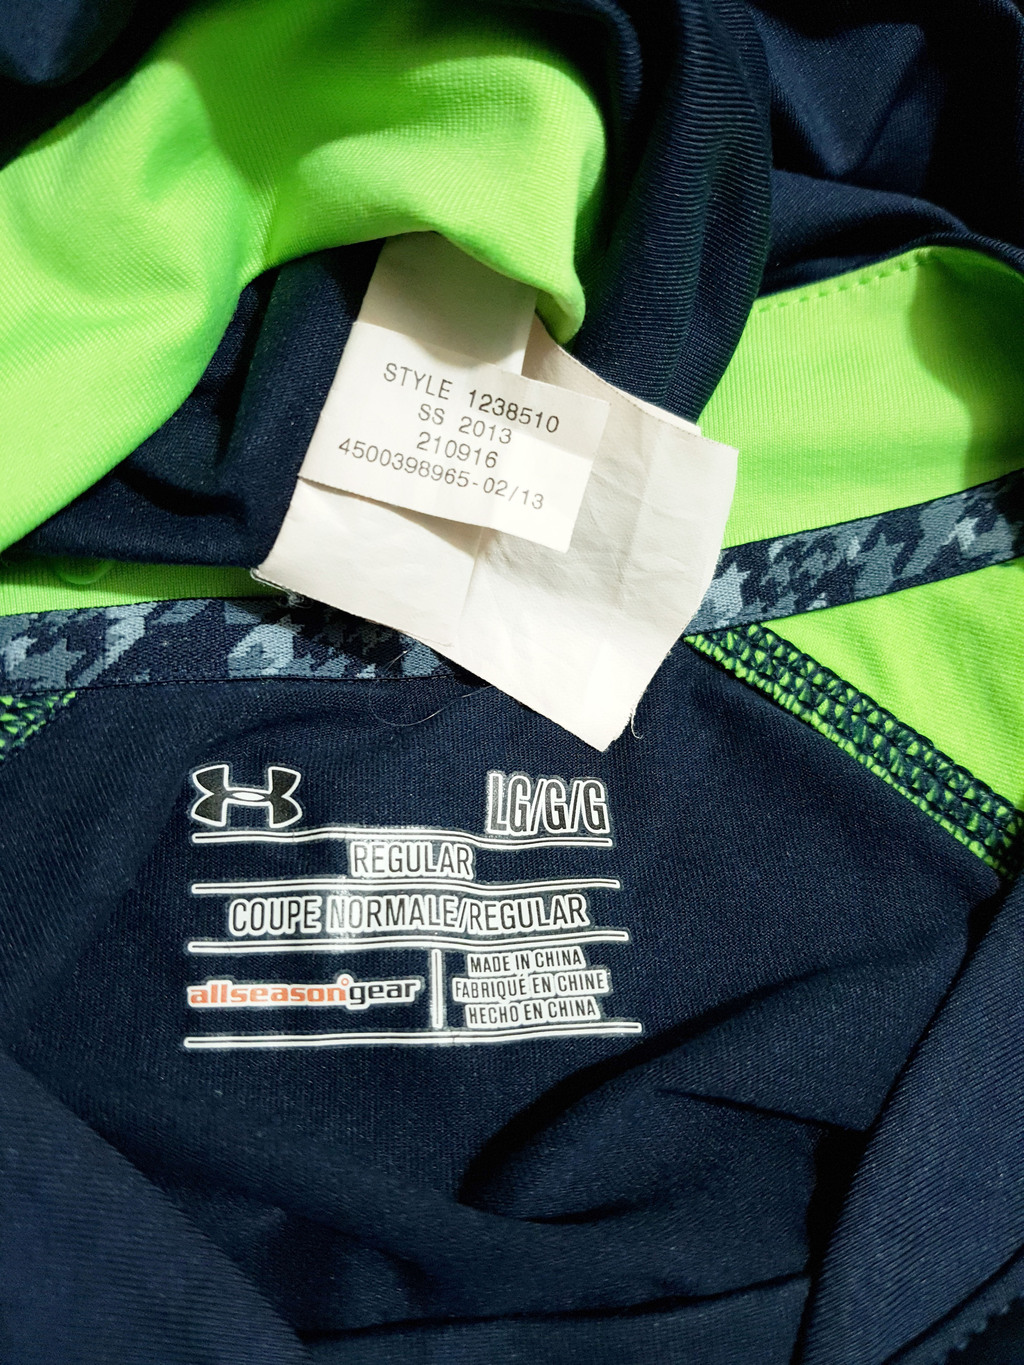 STYLE 1238510
SS 2013
210916
4500398965-02/13
LG/G/G
REGULAR
COUPE NORMALE/REGULAR
allseasongear
MADE IN CHINA
FABRIQUÉ EN CHINE
HECHO EN CHINA